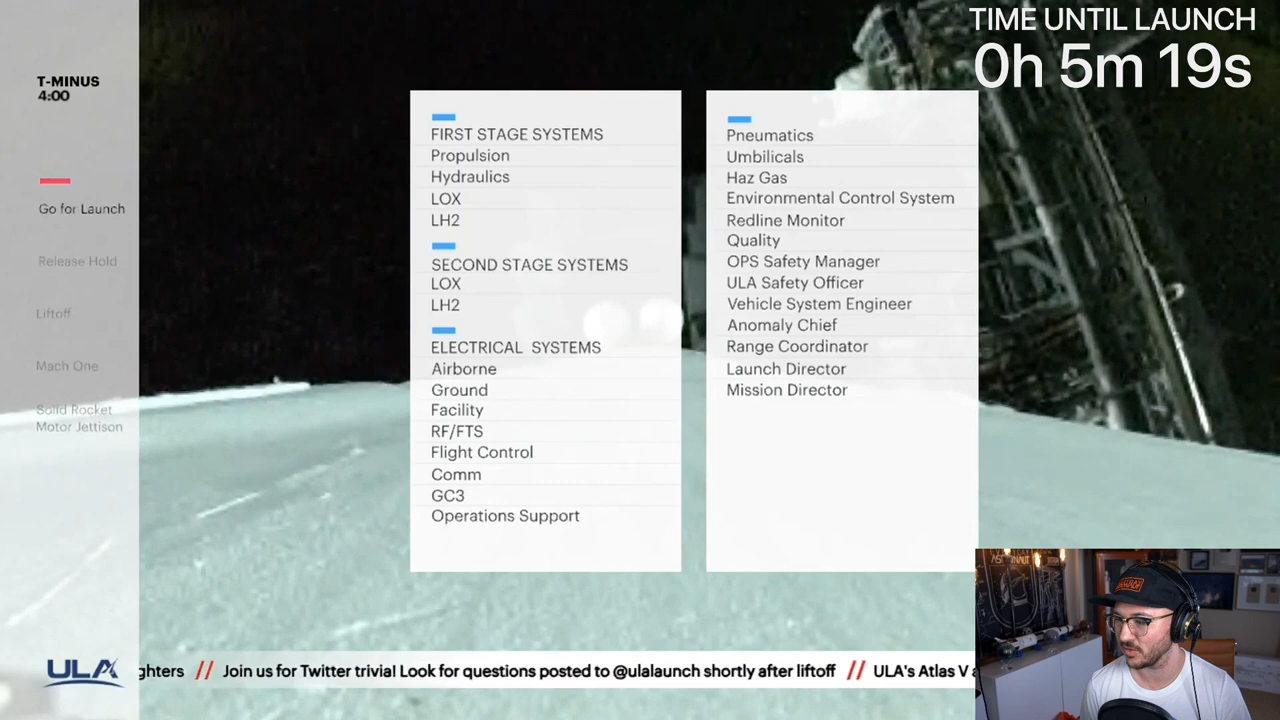 TIME UNTIL LAUNCH
0h 5m 19s
T-MINUS
4:00
Go for Launch
Release Hold
Liftoff
Mach One
Solid Rocket
Motor Jettison
FIRST STAGE SYSTEMS
Propulsion
Hydraulics
LOX
LH2
SECOND STAGE SYSTEMS
LOX
LH2
ELECTRICAL SYSTEMS
Airborne
Ground
Facility
RF/FTS
Flight Control
Comm
GC3
Operations Support
Pneumatics
Umbilicals
Haz Gas
Environmental Control System
Redline Monitor
Quality
OPS Safety Manager
ULA Safety Officer
Vehicle System Engineer
Anomaly Chief
Range Coordinator
Launch Director
Mission Director
ULA
ghters // Join us for Twitter trivia! Look for questions posted to @ulalaunch shortly after liftoff // ULA's Atlas V a